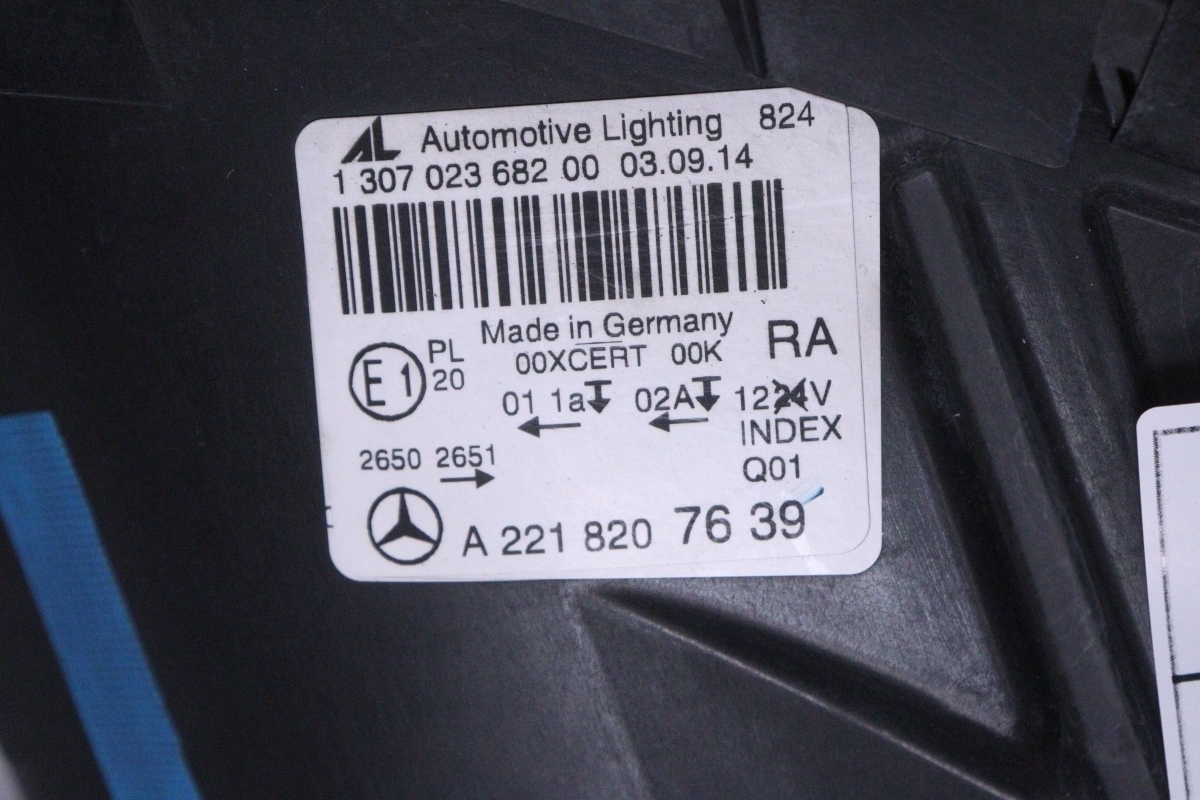 AL Automotive Lighting 824
1 307 023 682 00 03.09.14
Made in Germany RA
E1 PL 20 00XCERT 00K
01 1a 02A 1224V
INDEX
2650 2651 Q01
A 221 820 76 39